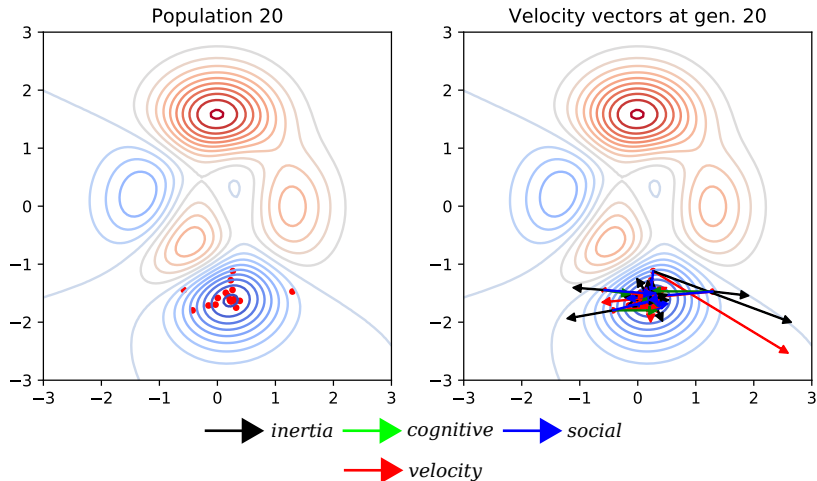 Population 20
Velocity vectors at gen. 20
3
2
1
0
−1
−2
−3
−3 −2 −1 0 1 2 3
3
2
1
0
−1
−2
−3
−3 −2 −1 0 1 2 3
inertia cognitive social
velocity